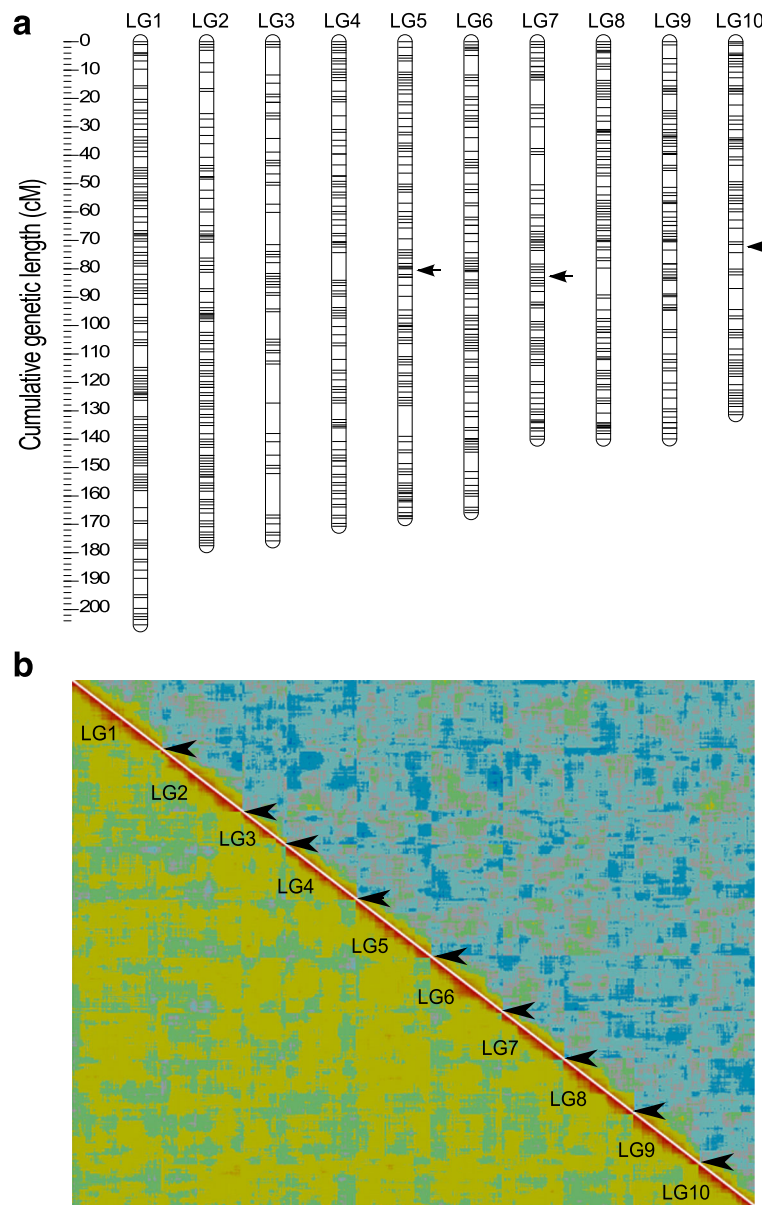 a
LG1 LG2 LG3 LG4 LG5 LG6 LG7 LG8 LG9 LG10
Cumulative genetic length (cM)
0
10
20
30
40
50
60
70
80
90
100
110
120
130
140
150
160
170
180
190
200
b
LG1
LG2
LG3
LG4
LG5
LG6
LG7
LG8
LG9
LG10